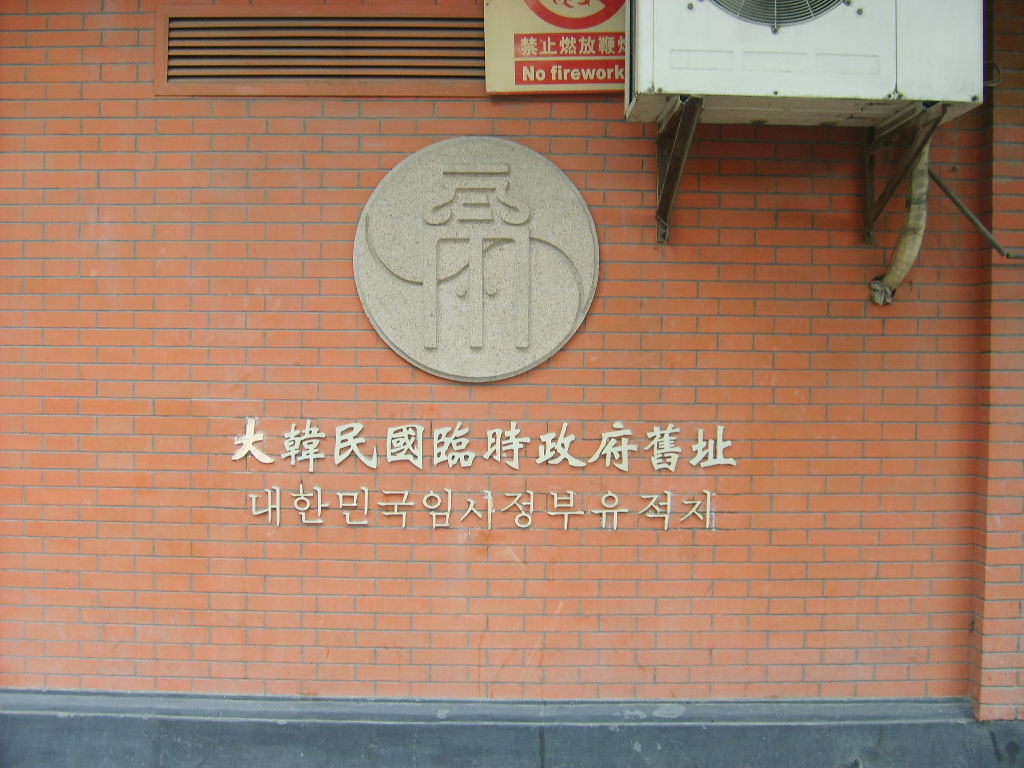 禁止燃放鞭炮
No firework
大韓民國臨時政府舊址
대한민국임시정부유적지